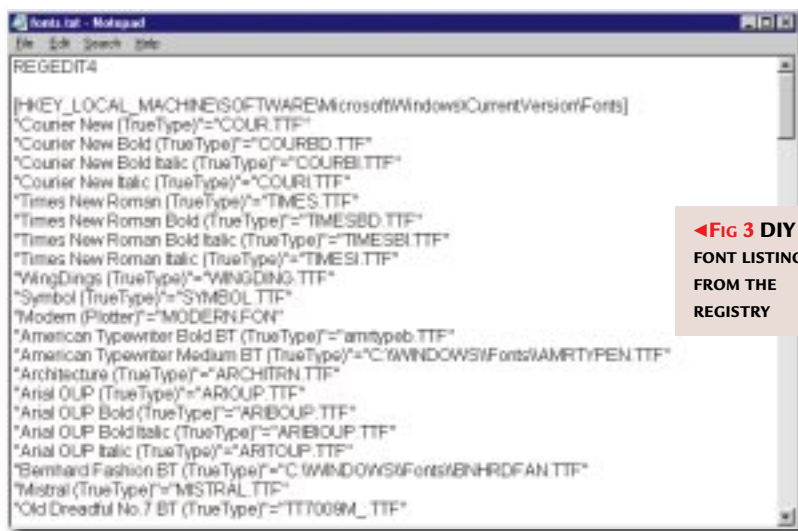 fonts.txt - Notepad
File Edit Search Help
REGEDIT4
[HKEY_LOCAL_MACHINE\SOFTWARE\Microsoft\Windows\CurrentVersion\Fonts]
"Courier New (TrueType)"="COUR.TTF"
"Courier New Bold (TrueType)"="COURBD.TTF"
"Courier New Bold Italic (TrueType)"="COURBI.TTF"
"Courier New Italic (TrueType)"="COURI.TTF"
"Times New Roman (TrueType)"="TIMES.TTF"
"Times New Roman Bold (TrueType)"="TIMESBD.TTF"
"Times New Roman Bold Italic (TrueType)"="TIMESBI.TTF"
"Times New Roman Italic (TrueType)"="TIMESI.TTF"
"WingDings (TrueType)"="WINGDING.TTF"
"Symbol (TrueType)"="SYMBOL.TTF"
"Modern (Plotter)"="MODERN.FON"
"American Typewriter Bold BT (TrueType)"="amrtypeb.TTF"
"American Typewriter Medium BT (TrueType)"="C:\\WINDOWS\\Fonts\\AMRTYPEN.TTF"
"Architecture (TrueType)"="ARCHITRN.TTF"
"Arial OUP (TrueType)"="ARIOUP.TTF"
"Arial OUP Bold (TrueType)"="ARIBOUP.TTF"
"Arial OUP Bold Italic (TrueType)"="ARIBIOUP.TTF"
"Arial OUP Italic (TrueType)"="ARITOUP.TTF"
"Bernhard Fashion BT (TrueType)"="C:\\WINDOWS\\Fonts\\BNHRDFAN.TTF"
"Mistral (TrueType)"="MISTRAL.TTF"
"Old Dreadful No.7 BT (TrueType)"="TT7009M_.TTF"
◄FIG 3 DIY
FONT LISTING
FROM THE
REGISTRY